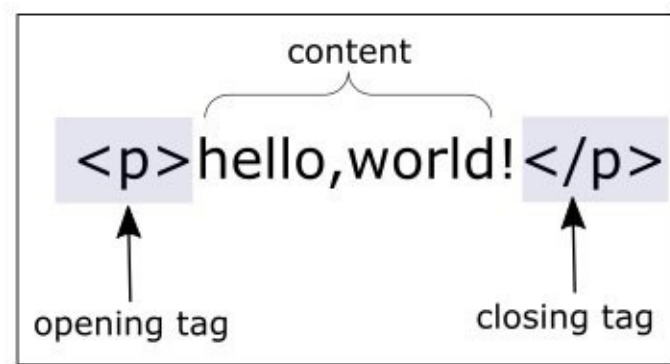 content
<p>hello,world!</p>
opening tag
closing tag